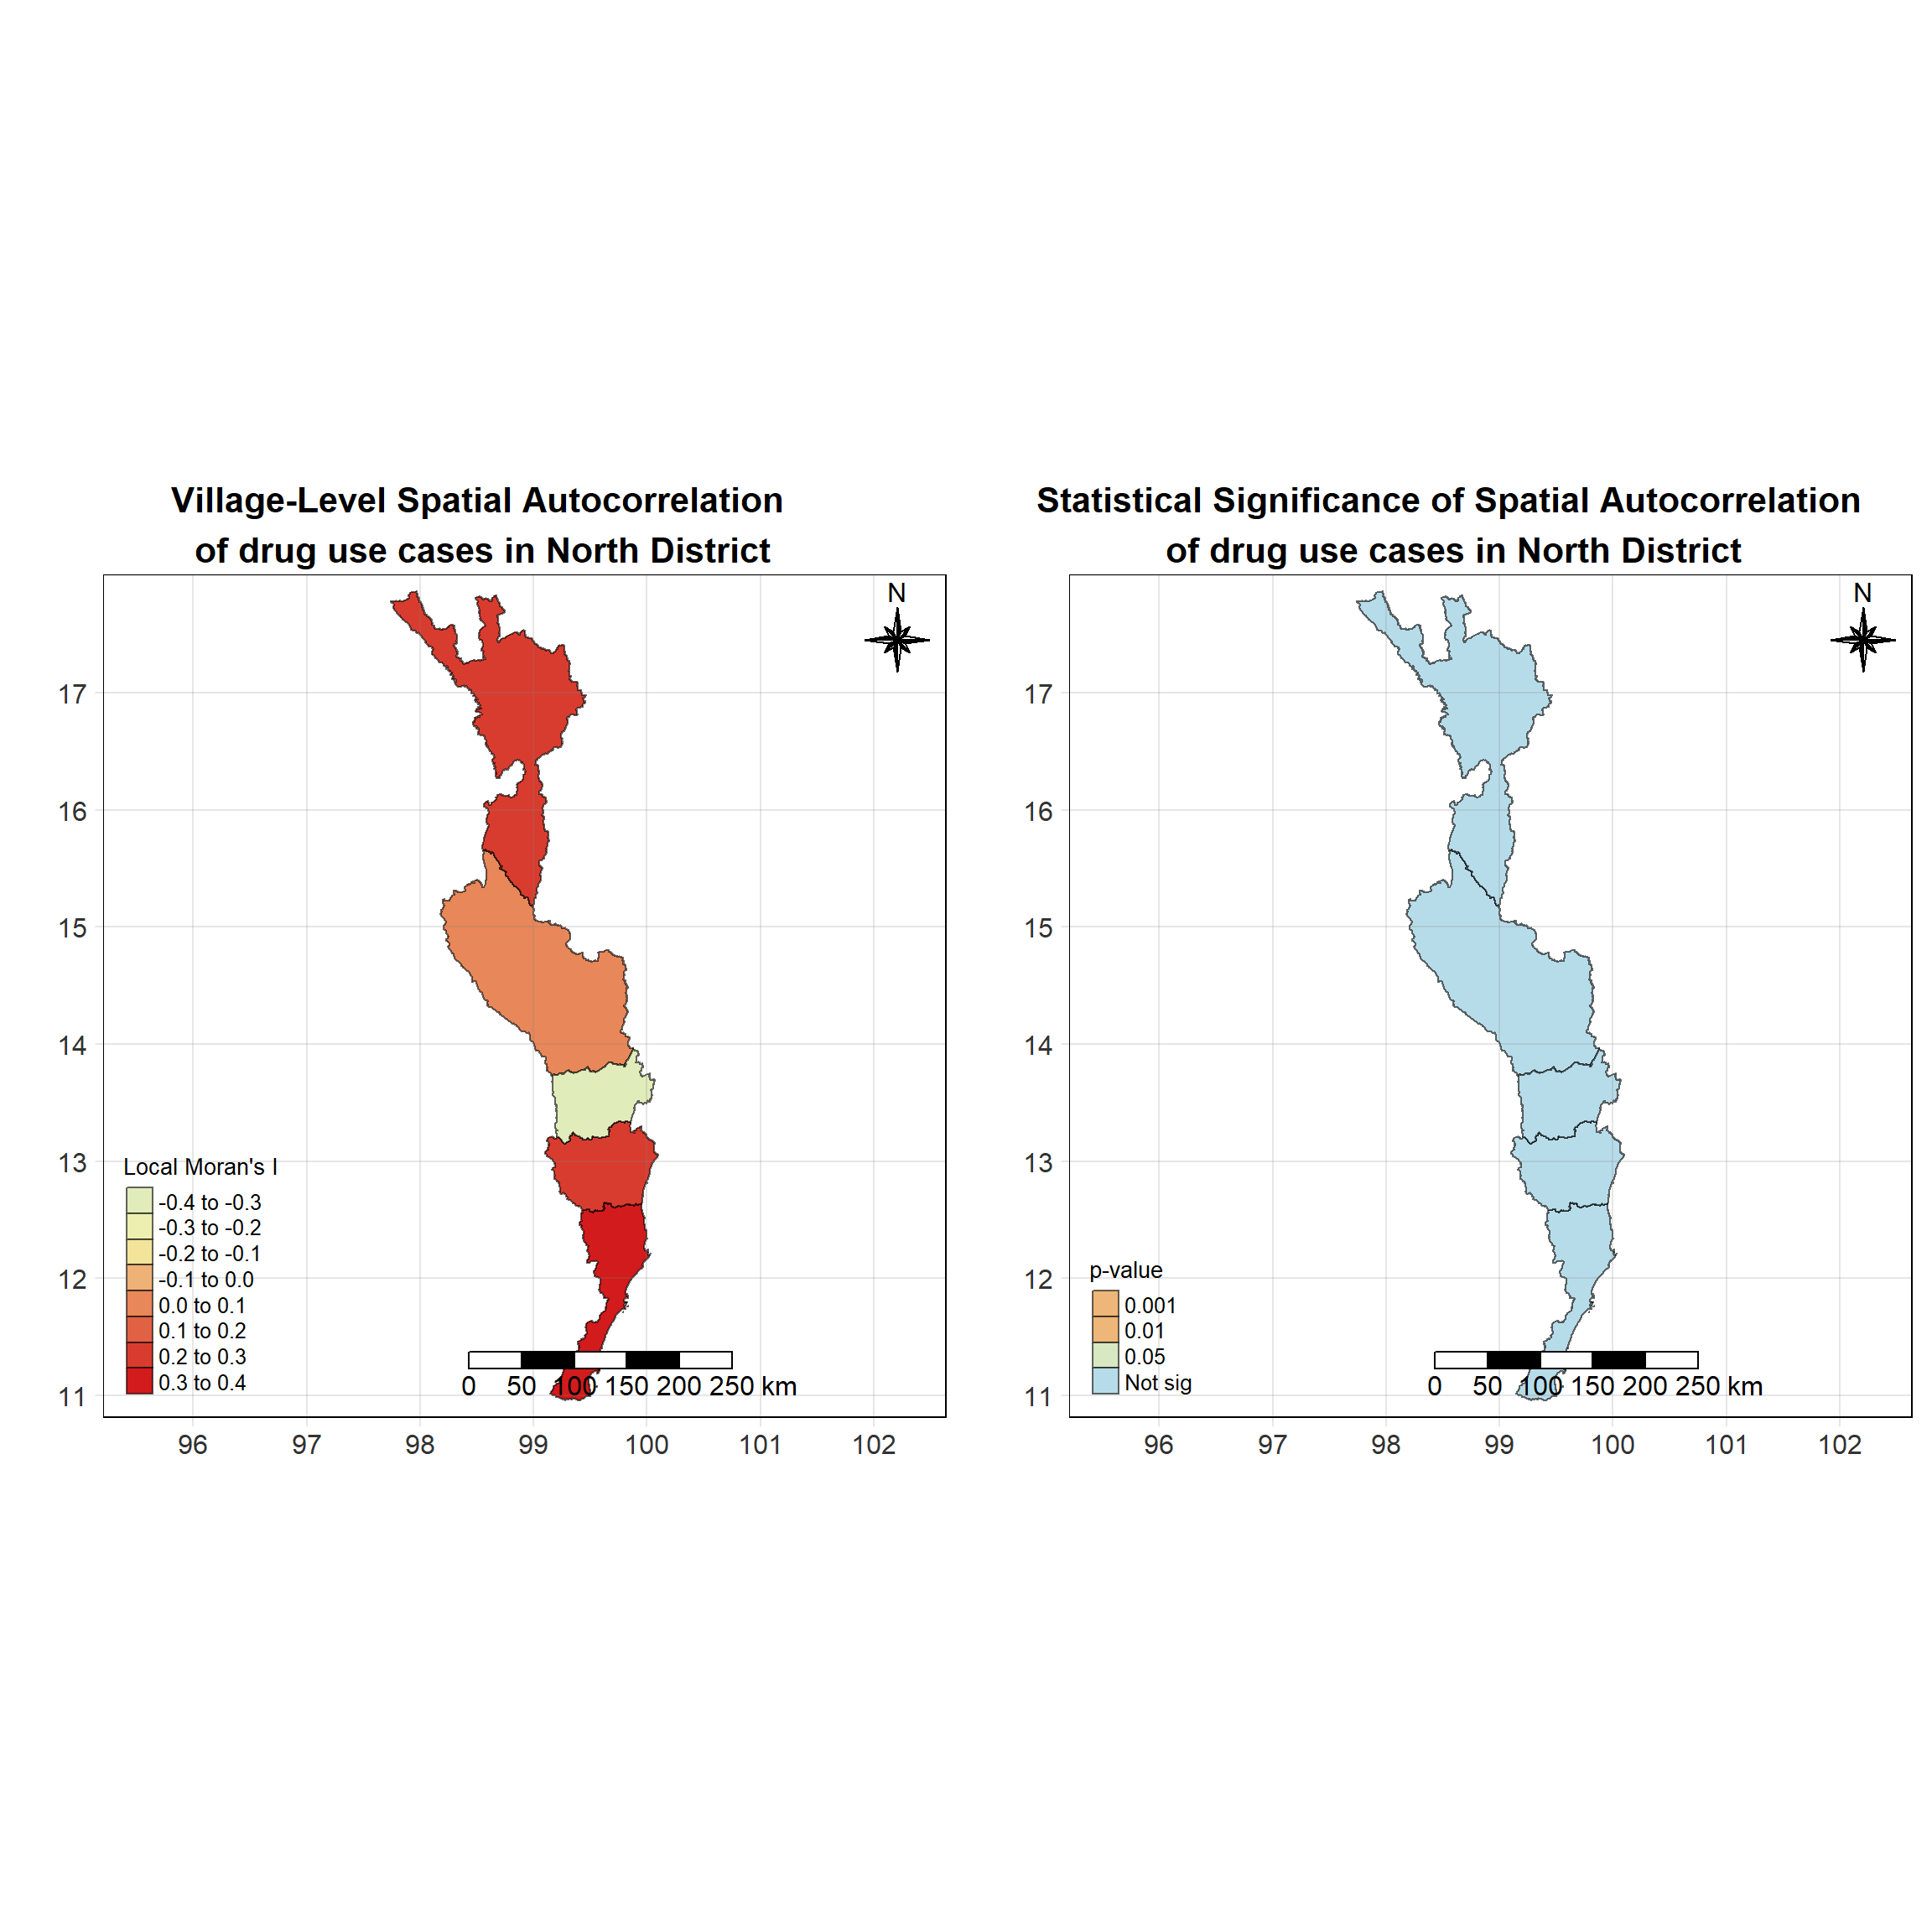 Village-Level Spatial Autocorrelation
of drug use cases in North District
N
17
16
15
14
13
12
11
Local Moran's I
-0.4 to -0.3
-0.3 to -0.2
-0.2 to -0.1
-0.1 to 0.0
0.0 to 0.1
0.1 to 0.2
0.2 to 0.3
0.3 to 0.4
0 50 100 150 200 250 km
96 97 98 99 100 101 102
Statistical Significance of Spatial Autocorrelation
of drug use cases in North District
N
17
16
15
14
13
12
11
p-value
0.001
0.01
0.05
Not sig
0 50 100 150 200 250 km
96 97 98 99 100 101 102